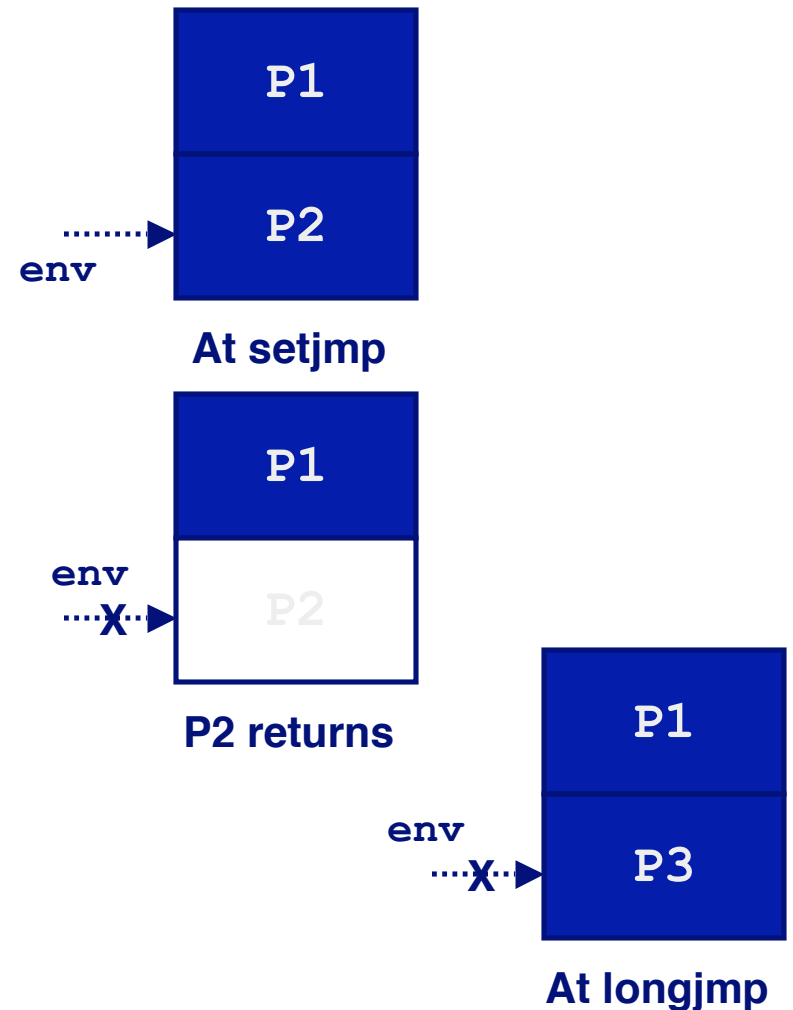 P1
P2
env
At setjmp
P1
env
X
P2
P2 returns
P1
env
X
P3
At longjmp